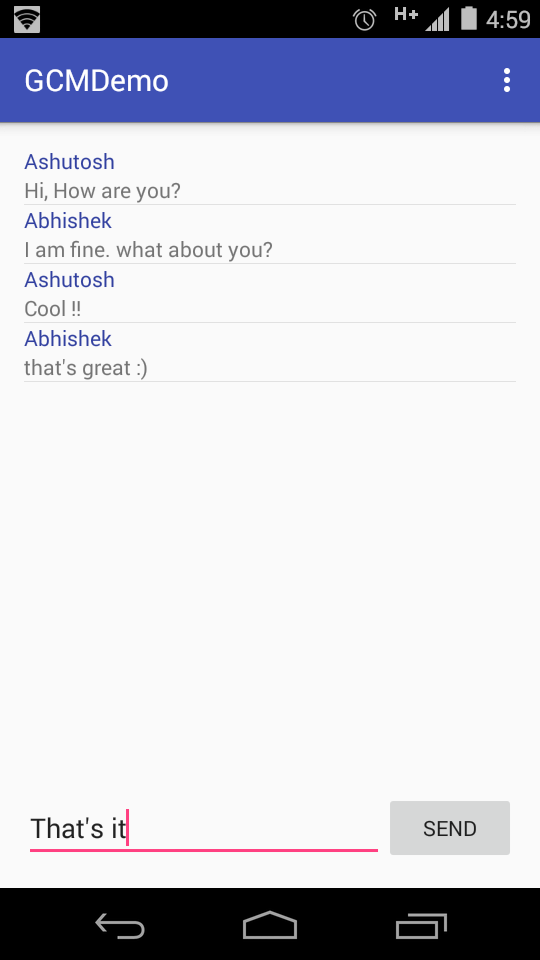 H+ 4:59
GCMDemo
Ashutosh
Hi, How are you?
Abhishek
I am fine. what about you?
Ashutosh
Cool !!
Abhishek
that's great :)
That's it SEND